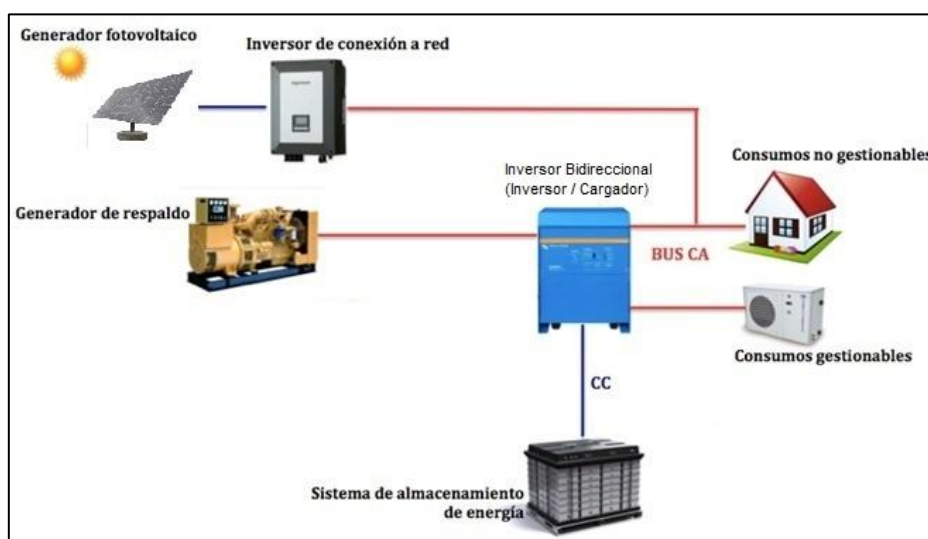 Generador fotovoltaico
Inversor de conexión a red
Inversor Bidireccional
(Inversor / Cargador)
Consumos no gestionables
Generador de respaldo
BUS CA
Consumos gestionables
CC
Sistema de almacenamiento
de energía